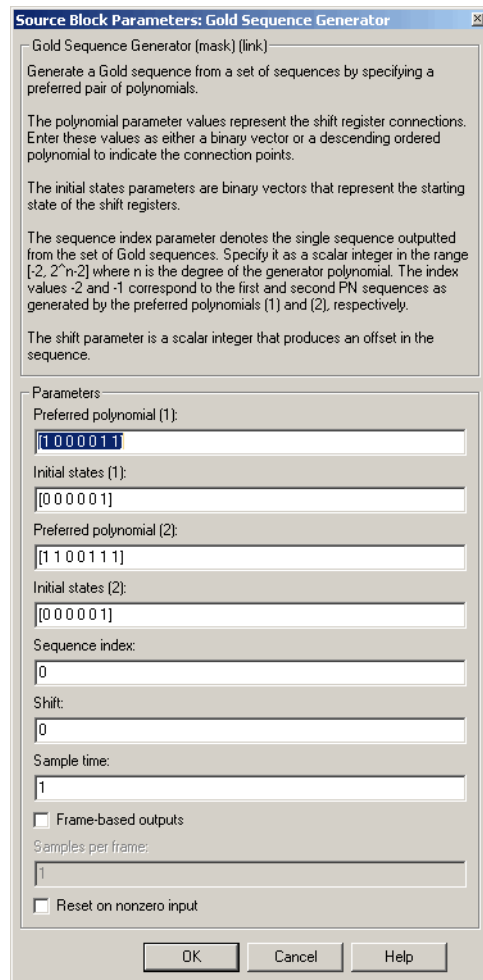 Source Block Parameters: Gold Sequence Generator
Gold Sequence Generator (mask) (link)
Generate a Gold sequence from a set of sequences by specifying a
preferred pair of polynomials.
The polynomial parameter values represent the shift register connections.
Enter these values as either a binary vector or a descending ordered
polynomial to indicate the connection points.
The initial states parameters are binary vectors that represent the starting
state of the shift registers.
The sequence index parameter denotes the single sequence outputted
from the set of Gold sequences. Specify it as a scalar integer in the range
[-2, 2^n-2] where n is the degree of the generator polynomial. The index
values -2 and -1 correspond to the first and second PN sequences as
generated by the preferred polynomials (1) and (2), respectively.
The shift parameter is a scalar integer that produces an offset in the
sequence.
Parameters
Preferred polynomial (1):
[1 0 0 0 0 1 1]
Initial states (1):
[0 0 0 0 0 1]
Preferred polynomial (2):
[1 1 0 0 1 1 1]
Initial states (2):
[0 0 0 0 0 1]
Sequence index:
0
Shift:
0
Sample time:
1
Frame-based outputs
Samples per frame:
1
Reset on nonzero input
OK Cancel Help